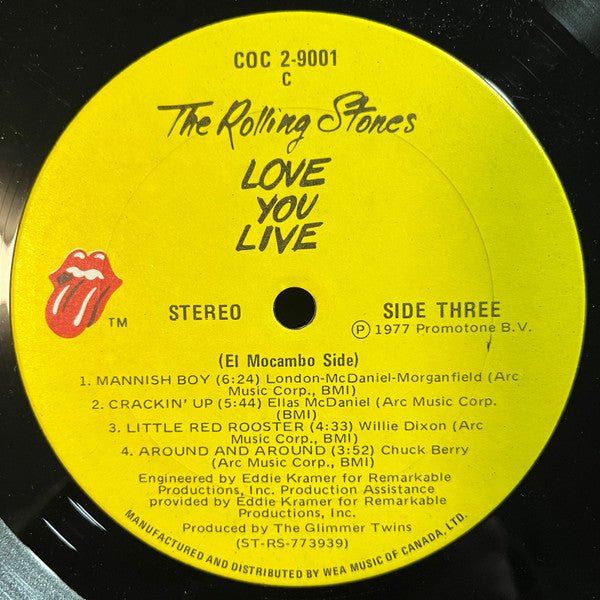 COC 2-9001
C
The Rolling Stones
LOVE
YOU
LIVE
TM
STEREO
SIDE THREE
Ⓟ 1977 Promotone B.V.
(El Mocambo Side)
1. MANNISH BOY (6:24) London-McDaniel-Morganfield (Arc
Music Corp., BMI)
2. CRACKIN' UP (5:44) Ellas McDaniel (Arc Music Corp.
(BMI)
3. LITTLE RED ROOSTER (4:33) Willie Dixon (Arc
Music Corp., BMI)
4. AROUND AND AROUND (3:52) Chuck Berry
(Arc Music Corp., BMI)
Engineered by Eddie Kramer for Remarkable
Productions, Inc. Production Assistance
provided by Eddie Kramer for Remarkable
Productions, Inc.
Produced by The Glimmer Twins
(ST-RS-773939)
MANUFACTURED AND DISTRIBUTED BY WEA MUSIC OF CANADA, LTD.